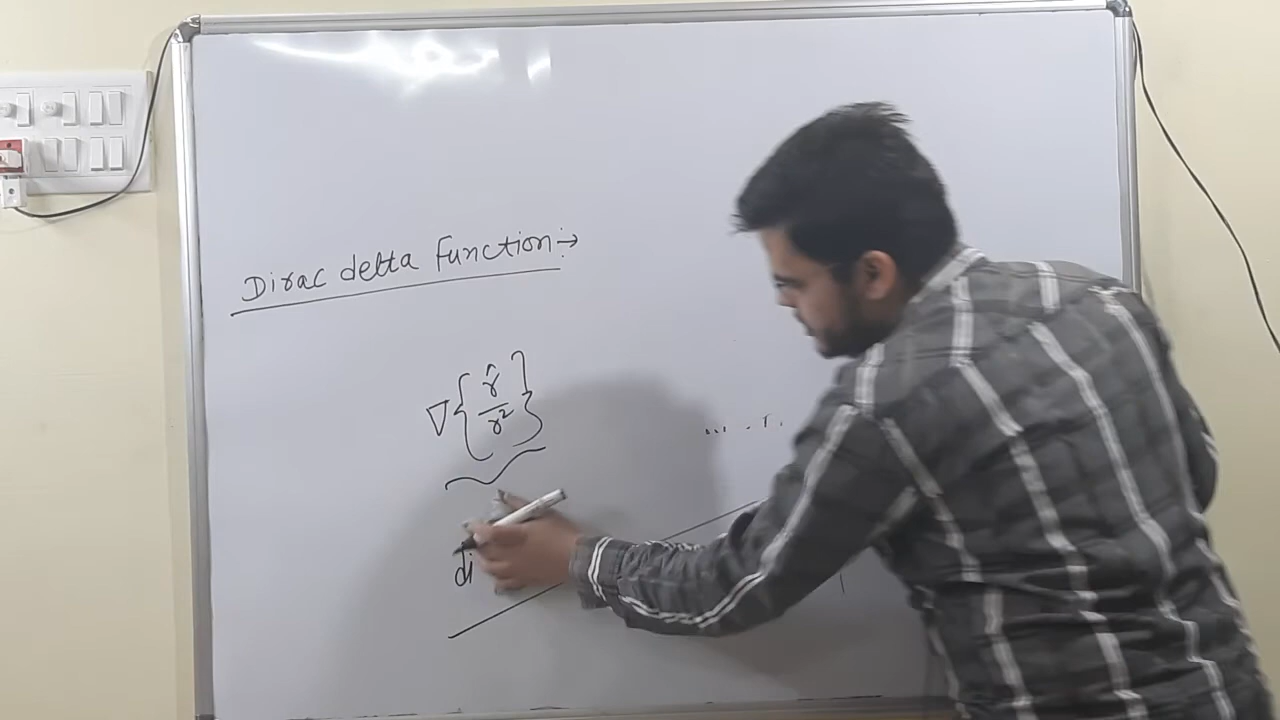 Dirac delta function :→
∇ { r̂ / r² }
di